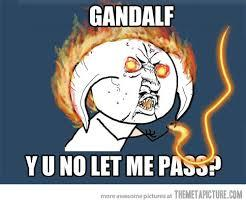 GANDALF
Y U NO LET ME PASS?
more awesome pictures at THEMETAPICTURE.COM